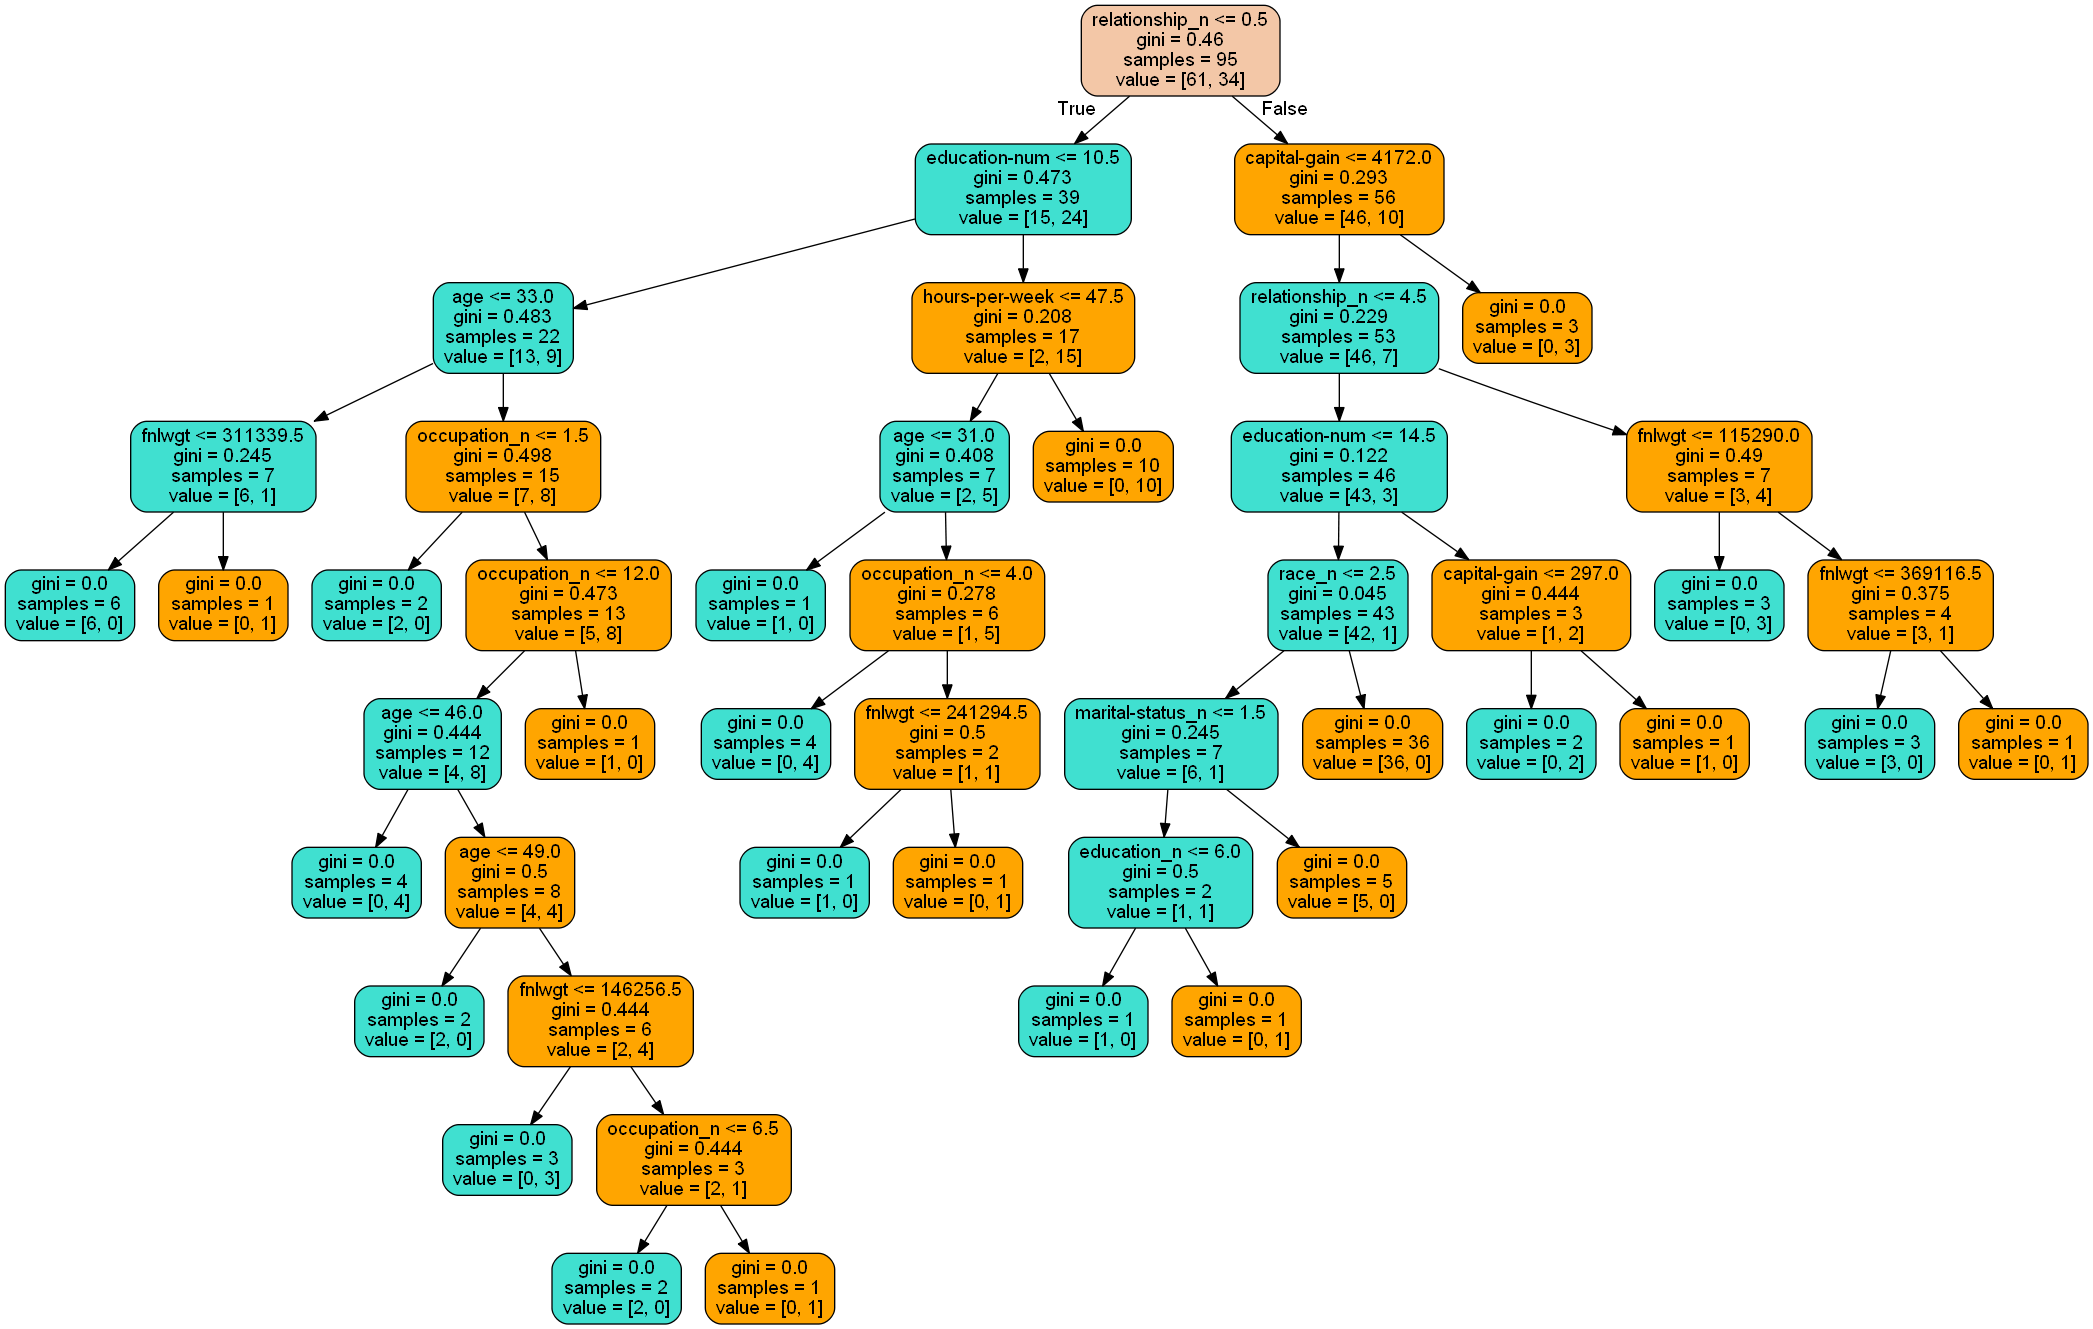 relationship_n <= 0.5
gini = 0.46
samples = 95
value = [61, 34]
True
False
education-num <= 10.5
gini = 0.473
samples = 39
value = [15, 24]
capital-gain <= 4172.0
gini = 0.293
samples = 56
value = [46, 10]
age <= 33.0
gini = 0.483
samples = 22
value = [13, 9]
hours-per-week <= 47.5
gini = 0.208
samples = 17
value = [2, 15]
relationship_n <= 4.5
gini = 0.229
samples = 53
value = [46, 7]
gini = 0.0
samples = 3
value = [0, 3]
fnlwgt <= 311339.5
gini = 0.245
samples = 7
value = [6, 1]
occupation_n <= 1.5
gini = 0.498
samples = 15
value = [7, 8]
age <= 31.0
gini = 0.408
samples = 7
value = [2, 5]
gini = 0.0
samples = 10
value = [0, 10]
education-num <= 14.5
gini = 0.122
samples = 46
value = [43, 3]
fnlwgt <= 115290.0
gini = 0.49
samples = 7
value = [3, 4]
gini = 0.0
samples = 6
value = [6, 0]
gini = 0.0
samples = 1
value = [0, 1]
gini = 0.0
samples = 2
value = [2, 0]
occupation_n <= 12.0
gini = 0.473
samples = 13
value = [5, 8]
gini = 0.0
samples = 1
value = [1, 0]
occupation_n <= 4.0
gini = 0.278
samples = 6
value = [1, 5]
race_n <= 2.5
gini = 0.045
samples = 43
value = [42, 1]
capital-gain <= 297.0
gini = 0.444
samples = 3
value = [1, 2]
gini = 0.0
samples = 3
value = [0, 3]
fnlwgt <= 369116.5
gini = 0.375
samples = 4
value = [3, 1]
age <= 46.0
gini = 0.444
samples = 12
value = [4, 8]
gini = 0.0
samples = 1
value = [1, 0]
gini = 0.0
samples = 4
value = [0, 4]
fnlwgt <= 241294.5
gini = 0.5
samples = 2
value = [1, 1]
marital-status_n <= 1.5
gini = 0.245
samples = 7
value = [6, 1]
gini = 0.0
samples = 36
value = [36, 0]
gini = 0.0
samples = 2
value = [0, 2]
gini = 0.0
samples = 1
value = [1, 0]
gini = 0.0
samples = 3
value = [3, 0]
gini = 0.0
samples = 1
value = [0, 1]
gini = 0.0
samples = 4
value = [0, 4]
age <= 49.0
gini = 0.5
samples = 8
value = [4, 4]
gini = 0.0
samples = 1
value = [1, 0]
gini = 0.0
samples = 1
value = [0, 1]
education_n <= 6.0
gini = 0.5
samples = 2
value = [1, 1]
gini = 0.0
samples = 5
value = [5, 0]
gini = 0.0
samples = 2
value = [2, 0]
fnlwgt <= 146256.5
gini = 0.444
samples = 6
value = [2, 4]
gini = 0.0
samples = 1
value = [1, 0]
gini = 0.0
samples = 1
value = [0, 1]
gini = 0.0
samples = 3
value = [0, 3]
occupation_n <= 6.5
gini = 0.444
samples = 3
value = [2, 1]
gini = 0.0
samples = 2
value = [2, 0]
gini = 0.0
samples = 1
value = [0, 1]